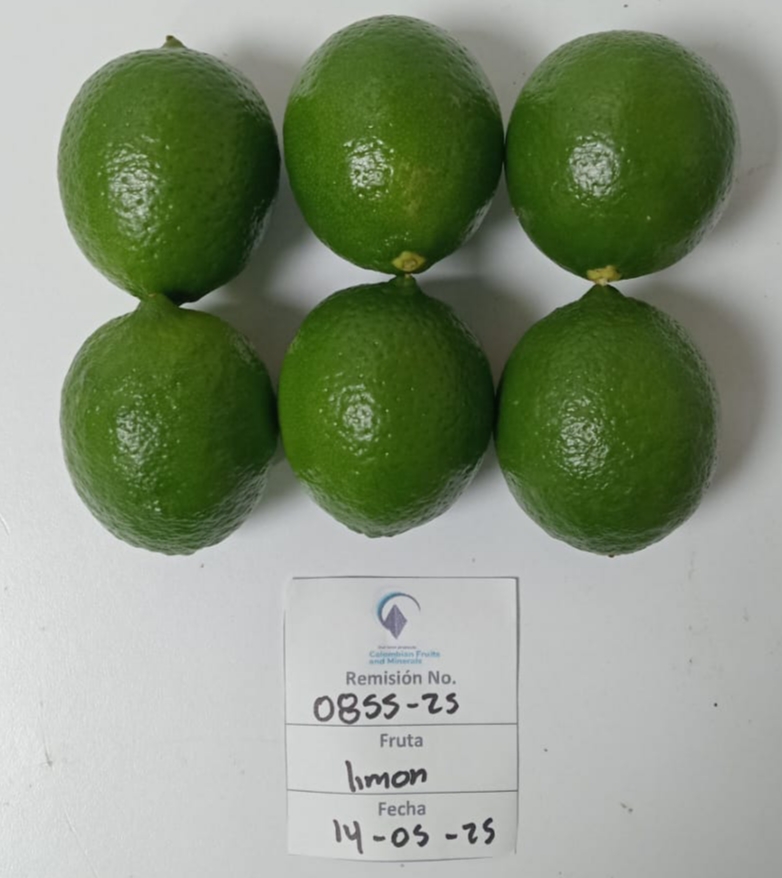 Colombian Fruits
and Minerals
Remisión No.
0855-25
Fruta
limon
Fecha
14-05-25